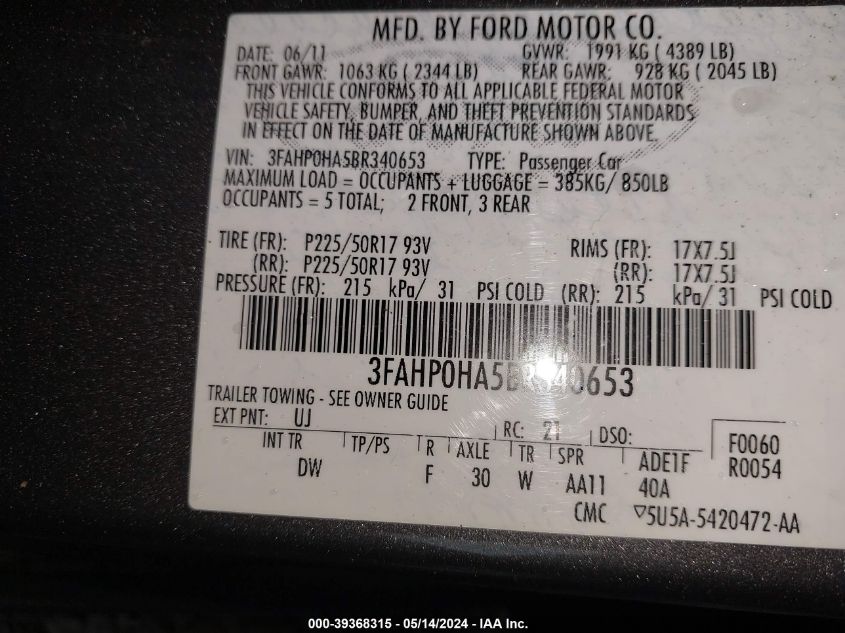 MFD. BY FORD MOTOR CO.
DATE: 06/11 GVWR: 1991 KG ( 4389 LB)
FRONT GAWR: 1063 KG ( 2344 LB) REAR GAWR: 928 KG ( 2045 LB)
THIS VEHICLE CONFORMS TO ALL APPLICABLE FEDERAL MOTOR
VEHICLE SAFETY, BUMPER, AND THEFT PREVENTION STANDARDS
IN EFFECT ON THE DATE OF MANUFACTURE SHOWN ABOVE.
VIN: 3FAHP0HA5BR340653 TYPE: Passenger Car
MAXIMUM LOAD = OCCUPANTS + LUGGAGE = 385KG/ 850LB
OCCUPANTS = 5 TOTAL; 2 FRONT, 3 REAR
TIRE (FR): P225/50R17 93V RIMS (FR): 17X7.5J
(RR): P225/50R17 93V (RR): 17X7.5J
PRESSURE (FR): 215 kPa/ 31 PSI COLD (RR): 215 kPa/ 31 PSI COLD
3FAHP0HA5BR340653
TRAILER TOWING - SEE OWNER GUIDE
EXT PNT: UJ RC: 21 DSO: F0060
INT TR TP/PS R AXLE TR SPR ADE1F R0054
DW F 30 W AA11 40A
CMC ▽5U5A-5420472-AA
000-39368315 - 05/14/2024 - IAA Inc.